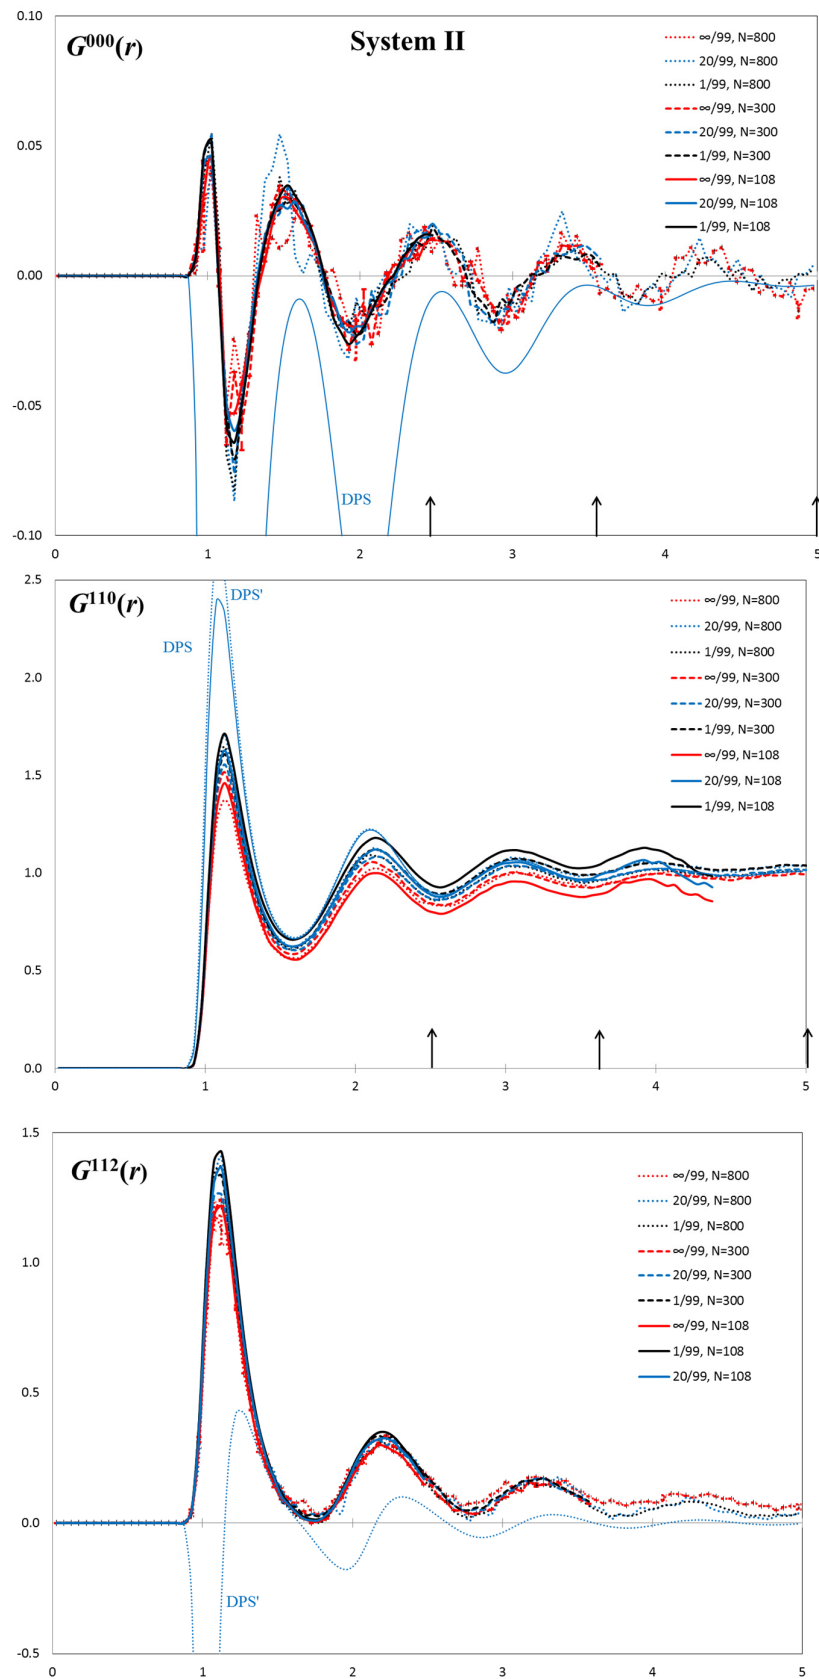 System II
G⁰⁰⁰(r)
0.10
0.05
0.00
-0.05
-0.10
∞/99, N=800
20/99, N=800
1/99, N=800
∞/99, N=300
20/99, N=300
1/99, N=300
∞/99, N=108
20/99, N=108
1/99, N=108
DPS
0 1 2 3 4 5
G¹¹⁰(r)
2.5
2.0
1.5
1.0
0.5
0.0
DPS'
DPS
∞/99, N=800
20/99, N=800
1/99, N=800
∞/99, N=300
20/99, N=300
1/99, N=300
∞/99, N=108
20/99, N=108
1/99, N=108
0 1 2 3 4 5
G¹¹²(r)
1.5
1.0
0.5
0.0
-0.5
∞/99, N=800
20/99, N=800
1/99, N=800
∞/99, N=300
20/99, N=300
1/99, N=300
∞/99, N=108
1/99, N=108
20/99, N=108
DPS'
0 1 2 3 4 5